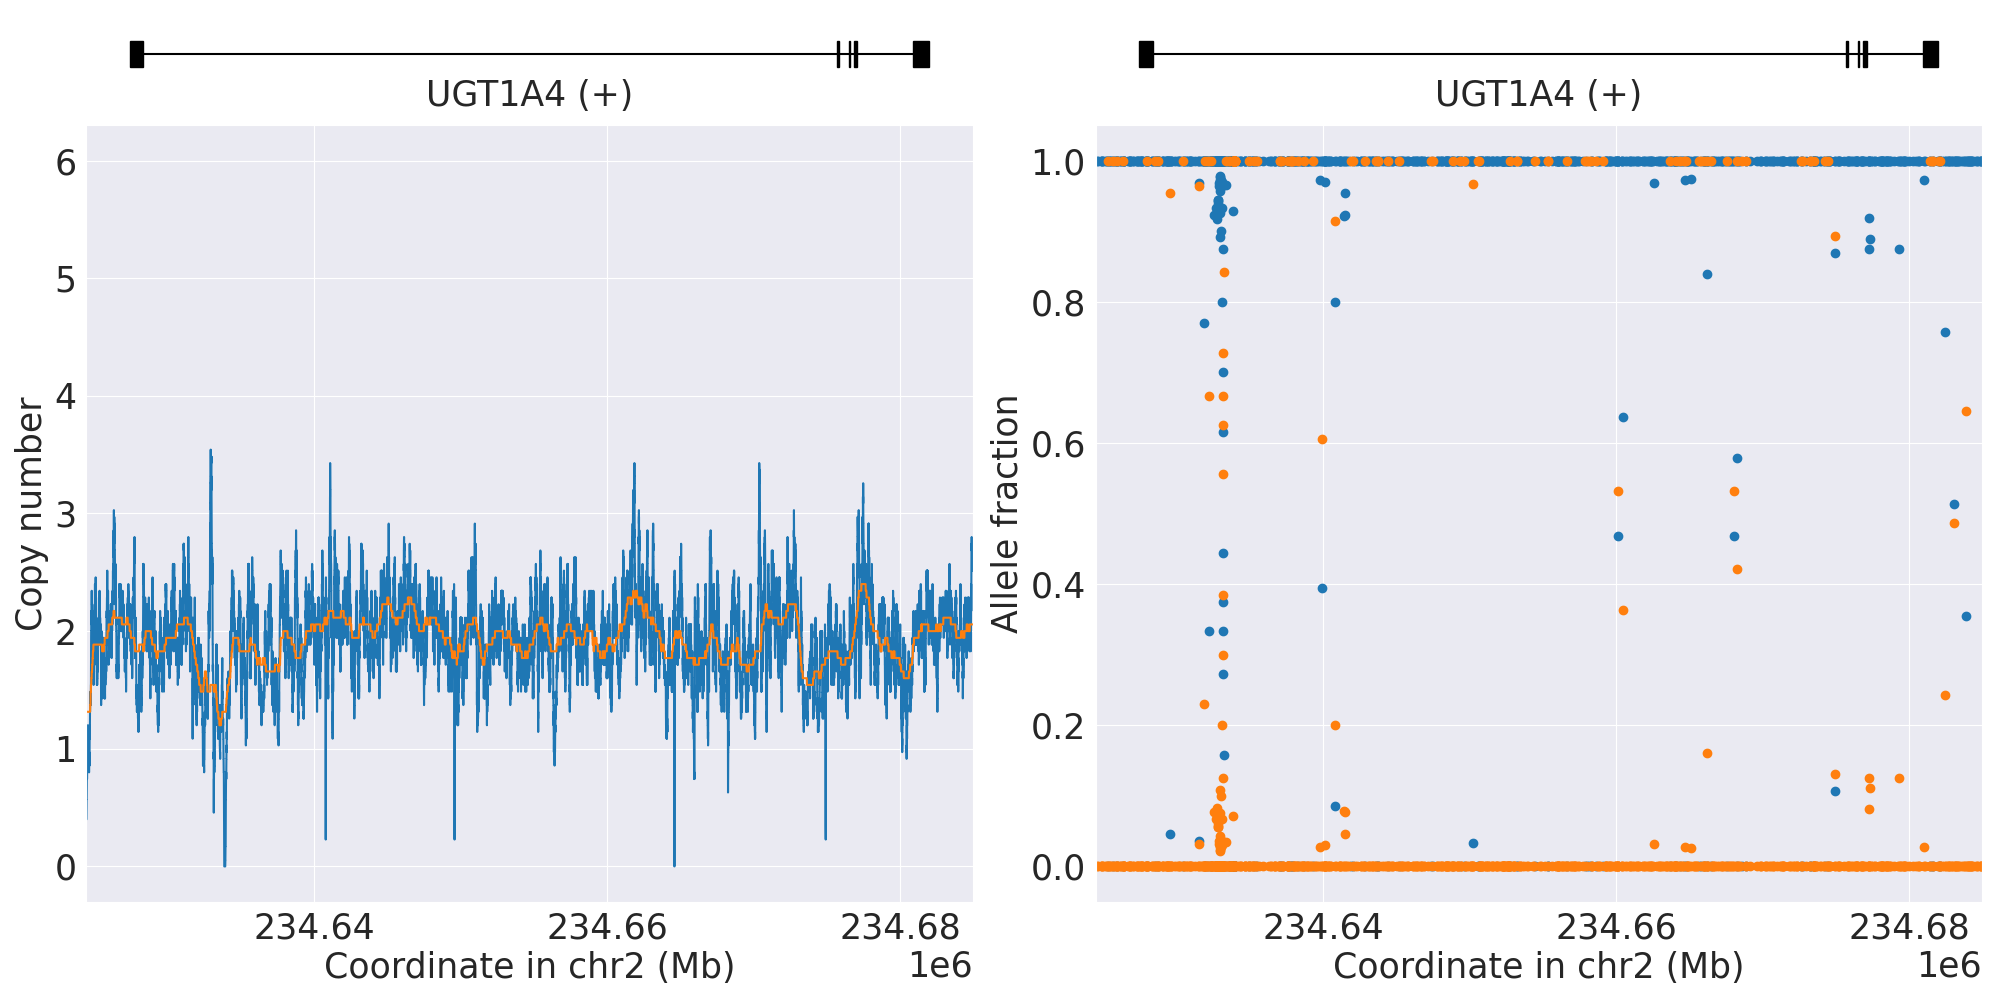 UGT1A4 (+)
UGT1A4 (+)
6
5
4
3
2
1
0
Copy number
234.64
234.66
234.68
Coordinate in chr2 (Mb)
1e6
1.0
0.8
0.6
0.4
0.2
0.0
Allele fraction
234.64
234.66
234.68
Coordinate in chr2 (Mb)
1e6